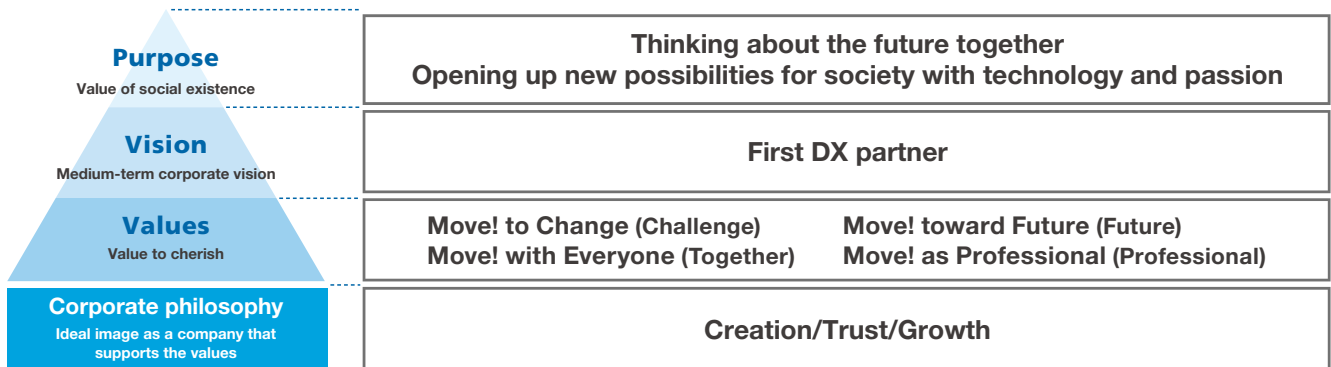 Purpose
Value of social existence
Thinking about the future together
Opening up new possibilities for society with technology and passion
Vision
Medium-term corporate vision
First DX partner
Values
Value to cherish
Move! to Change (Challenge)
Move! toward Future (Future)
Move! with Everyone (Together)
Move! as Professional (Professional)
Corporate philosophy
Ideal image as a company that
supports the values
Creation/Trust/Growth